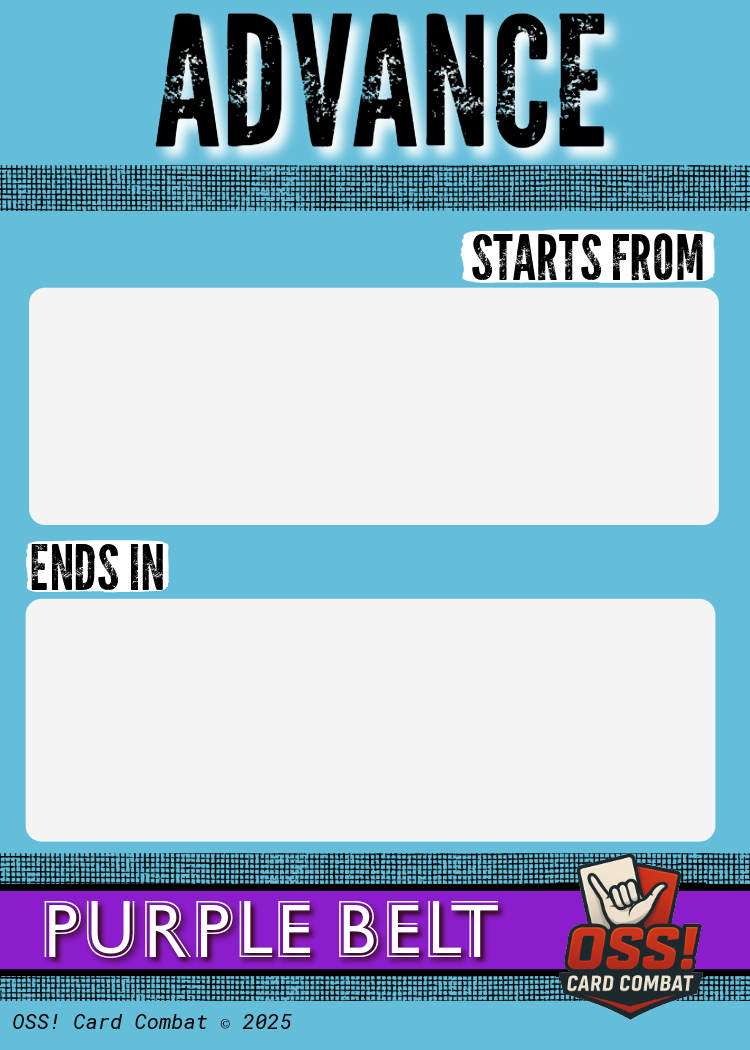 ADVANCE
STARTS FROM
ENDS IN
PURPLE BELT
OSS!
CARD COMBAT
OSS! Card Combat © 2025